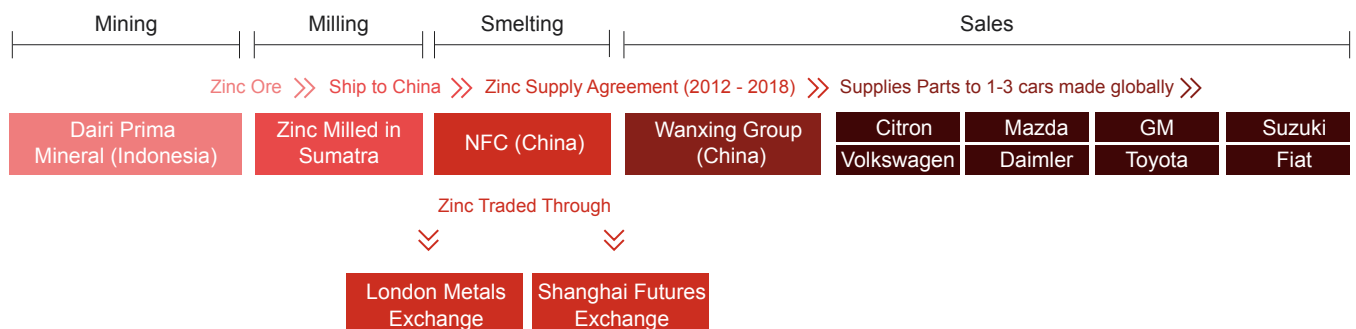 Mining
Milling
Smelting
Sales
Zinc Ore
Ship to China
Zinc Supply Agreement (2012 - 2018)
Supplies Parts to 1-3 cars made globally
Dairi Prima
Mineral (Indonesia)
Zinc Milled in
Sumatra
NFC (China)
Wanxing Group
(China)
Citron
Mazda
GM
Suzuki
Volkswagen
Daimler
Toyota
Fiat
Zinc Traded Through
London Metals
Exchange
Shanghai Futures
Exchange